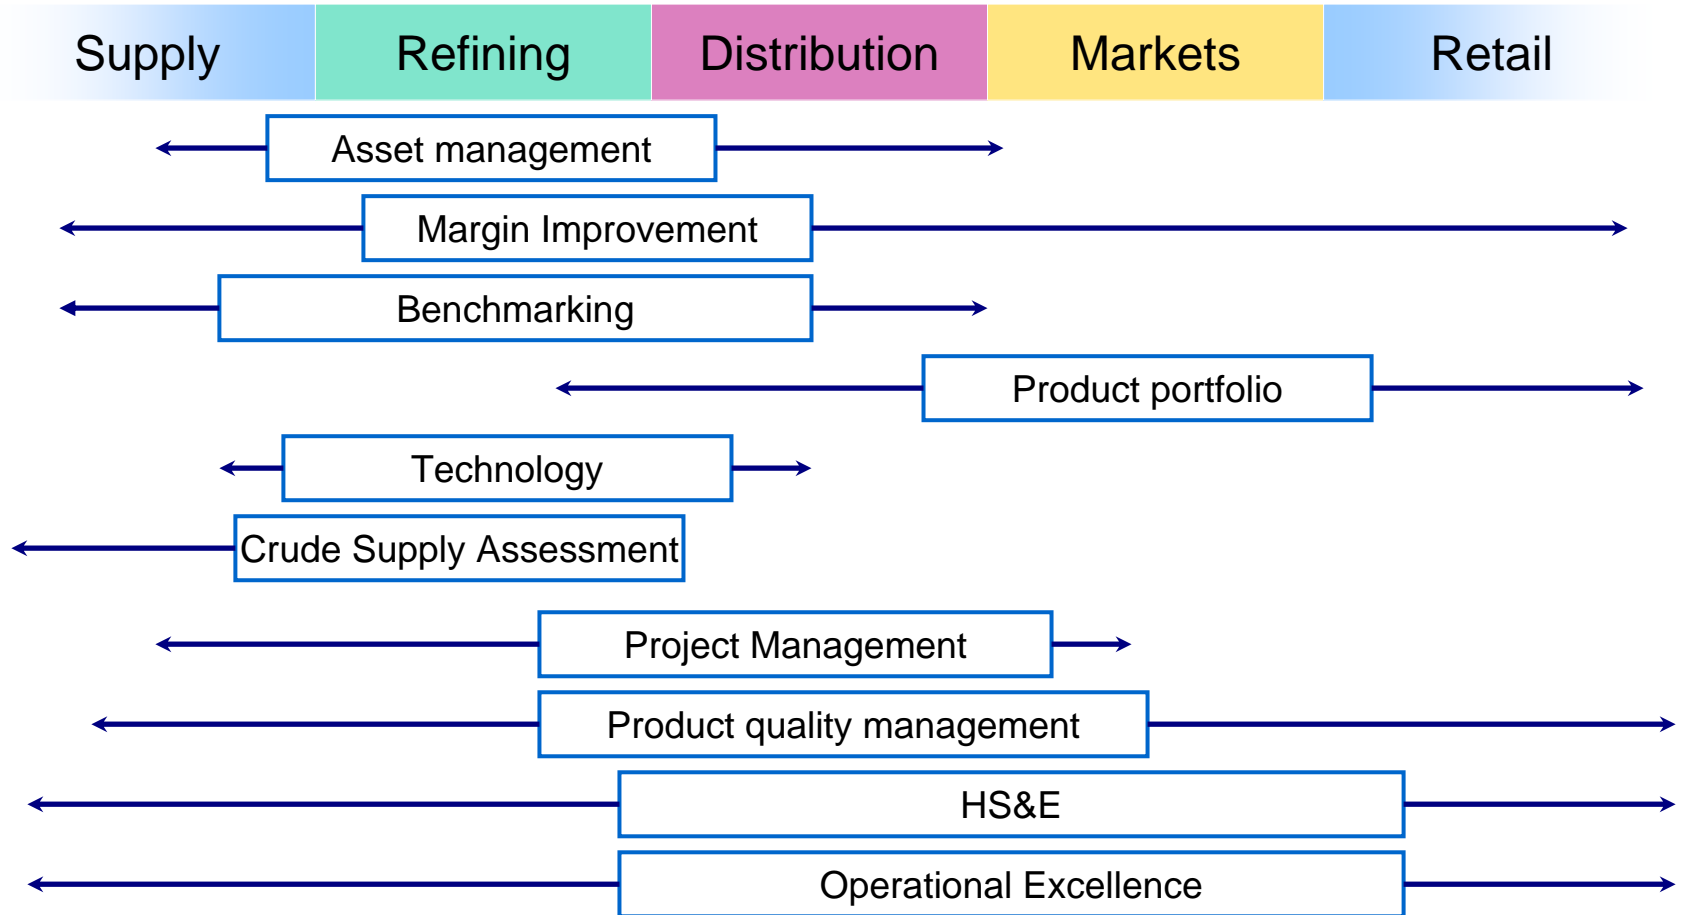 Supply
Refining
Distribution
Markets
Retail
Asset management
Margin Improvement
Benchmarking
Product portfolio
Technology
Crude Supply Assessment
Project Management
Product quality management
HS&E
Operational Excellence